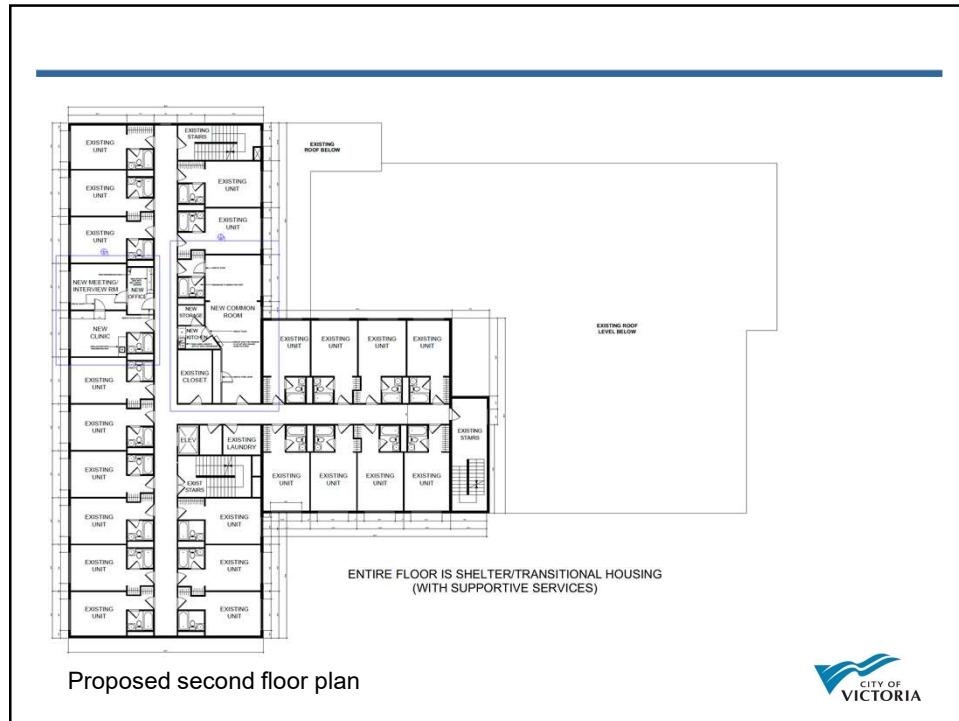 EXISTING
STAIRS
EXISTING
ROOF BELOW
EXISTING
UNIT
EXISTING
UNIT
EXISTING
UNIT
EXISTING
UNIT
EXISTING
UNIT
NEW MEETING/
INTERVIEW RM
NEW
OFFICE
NEW
CLINIC
NEW COMMON
ROOM
NEW
STORAGE
NEW
KITCHEN
EXISTING
CLOSET
EXISTING
UNIT
EXISTING
UNIT
EXISTING
UNIT
EXISTING
UNIT
EXISTING ROOF
LEVEL BELOW
EXISTING
UNIT
EXISTING
UNIT
EXISTING
UNIT
EXISTING
UNIT
EXISTING
UNIT
EXISTING
UNIT
ELEV
EXISTING
LAUNDRY
EXIST
STAIRS
EXISTING
UNIT
EXISTING
UNIT
EXISTING
UNIT
EXISTING
UNIT
EXISTING
STAIRS
EXISTING
UNIT
EXISTING
UNIT
EXISTING
UNIT
EXISTING
UNIT
ENTIRE FLOOR IS SHELTER/TRANSITIONAL HOUSING
(WITH SUPPORTIVE SERVICES)
Proposed second floor plan
CITY OF
VICTORIA